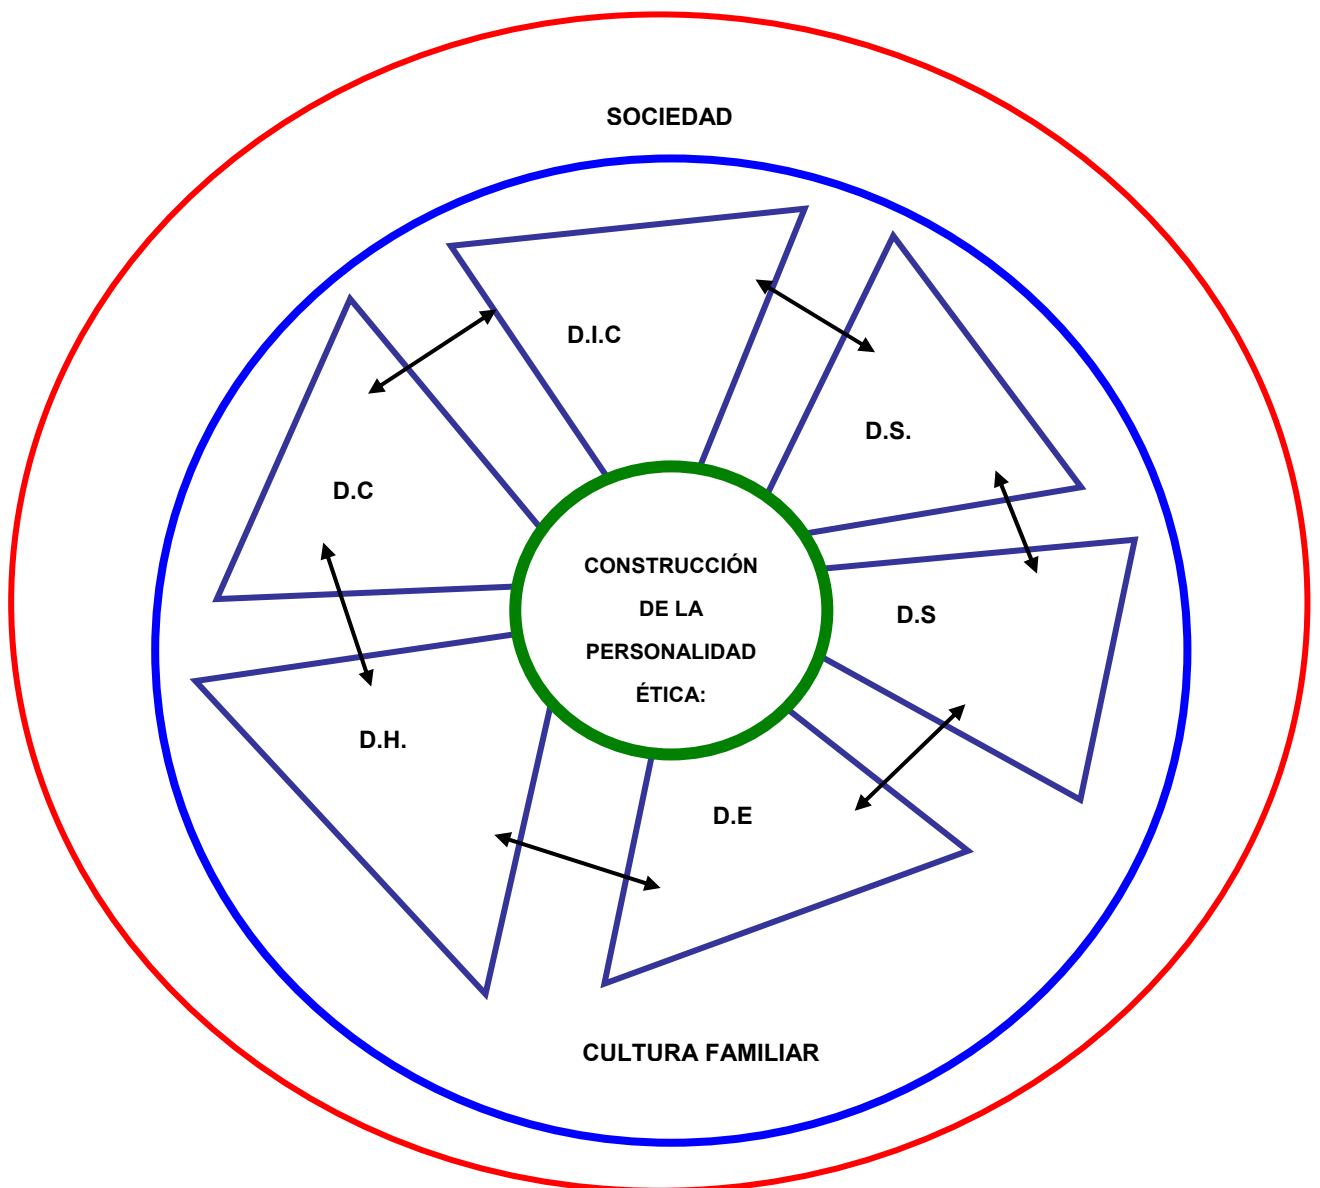 SOCIEDAD
D.I.C
D.S.
D.C
CONSTRUCCIÓN
DE LA
PERSONALIDAD
ÉTICA:
D.S
D.H.
D.E
CULTURA FAMILIAR